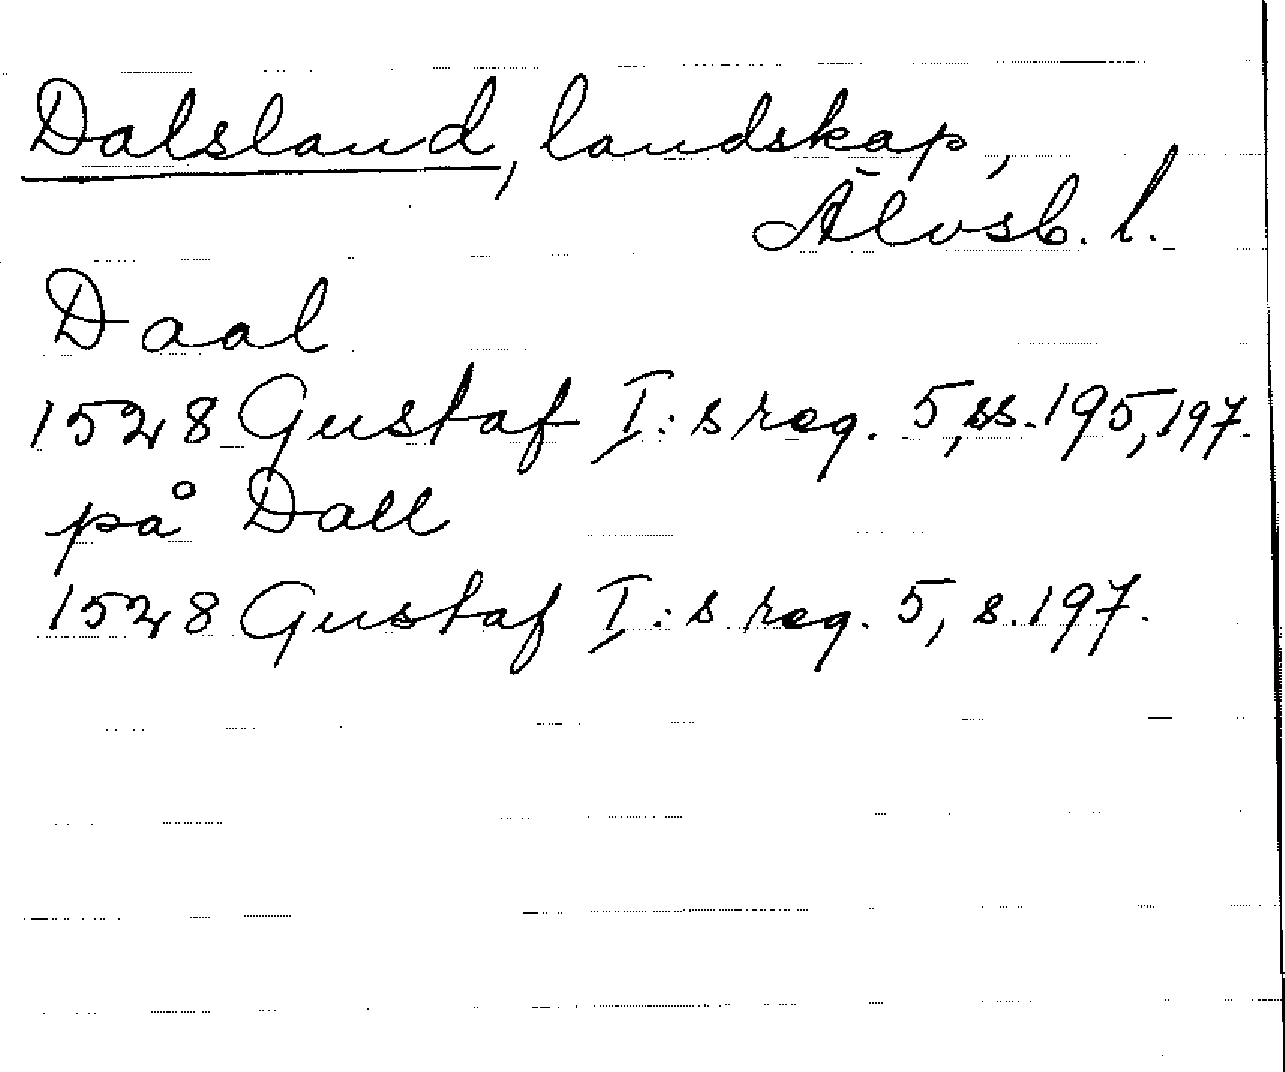 Dalsland, landskap,
Älvsb. l.
Daal
1528 Gustaf I:s reg. 5, ss. 195, 197.
på Dall
1528 Gustaf I:s reg. 5, s. 197.